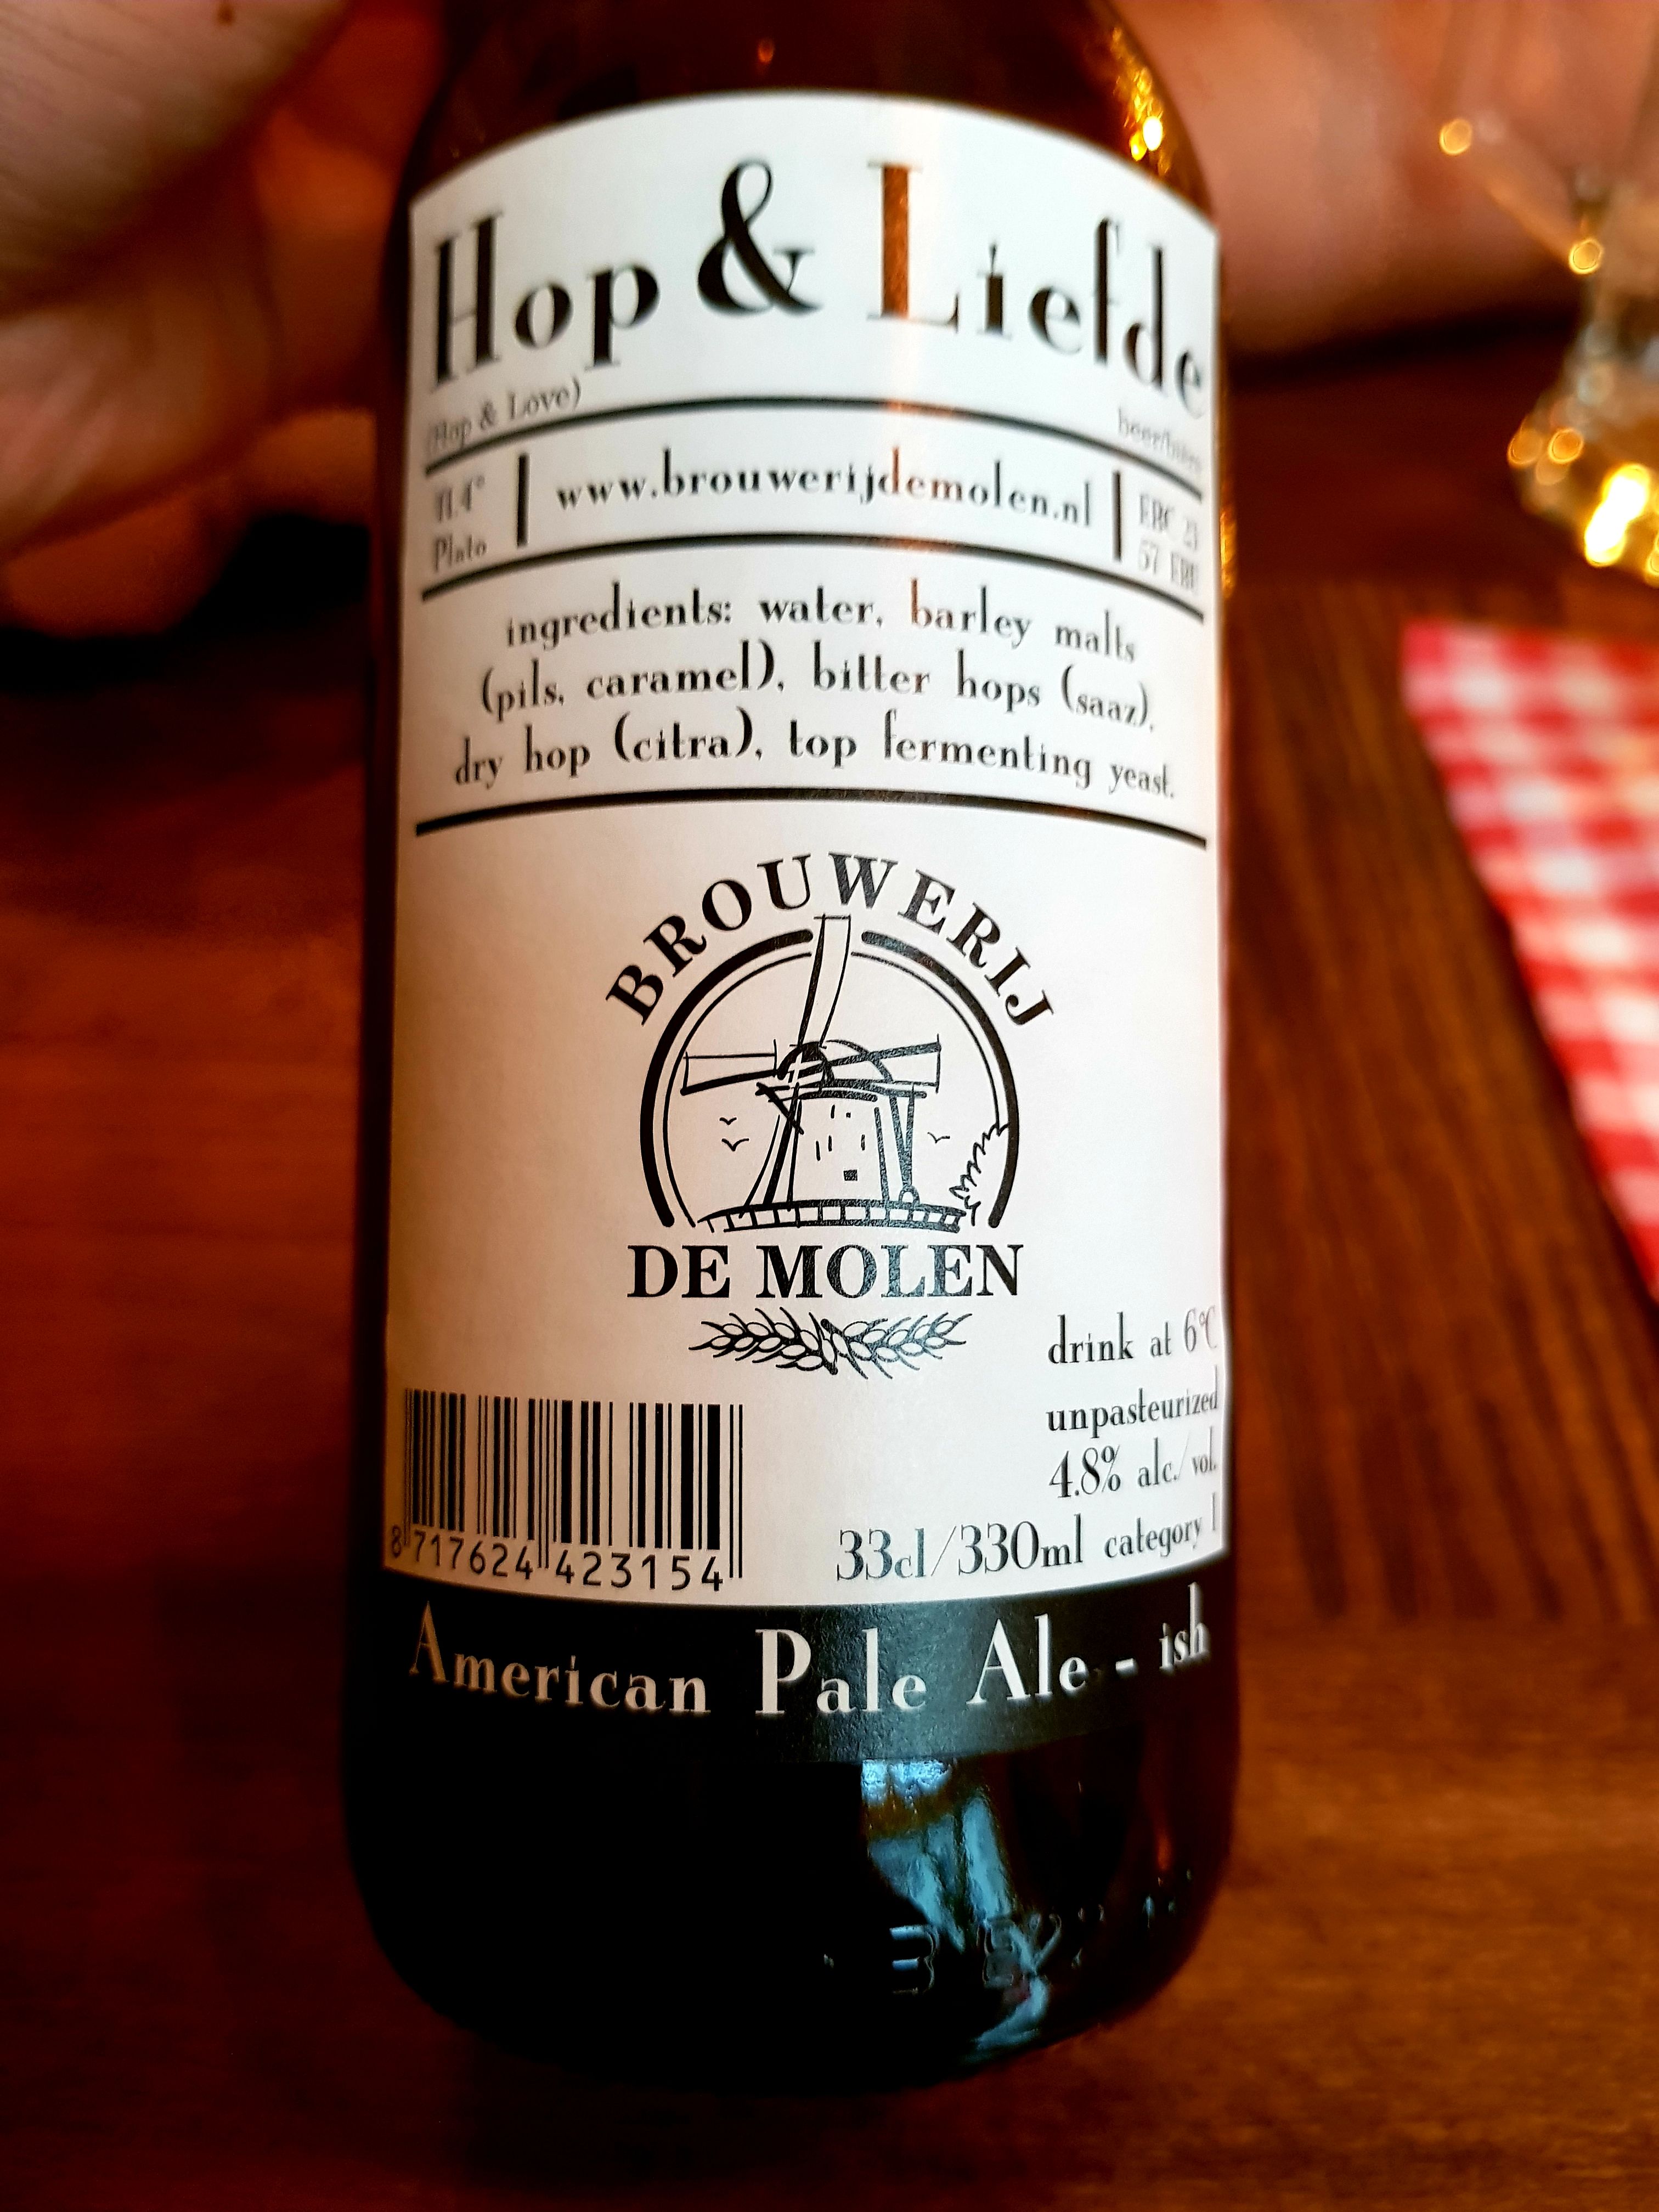 Hop & Liefde
(Hop & Love)
11.4°
Plato
www.brouwerijdemolen.nl
EBC 23
57 EBU
ingredients: water, barley malts
(pils, caramel), bitter hops (saaz),
dry hop (citra), top fermenting yeast.
BROUWERIJ
DE MOLEN
drink at 6°C
unpasteurized
4.8% alc./vol.
33cl/330ml category 1
8 717624 423154
American Pale Ale - ish